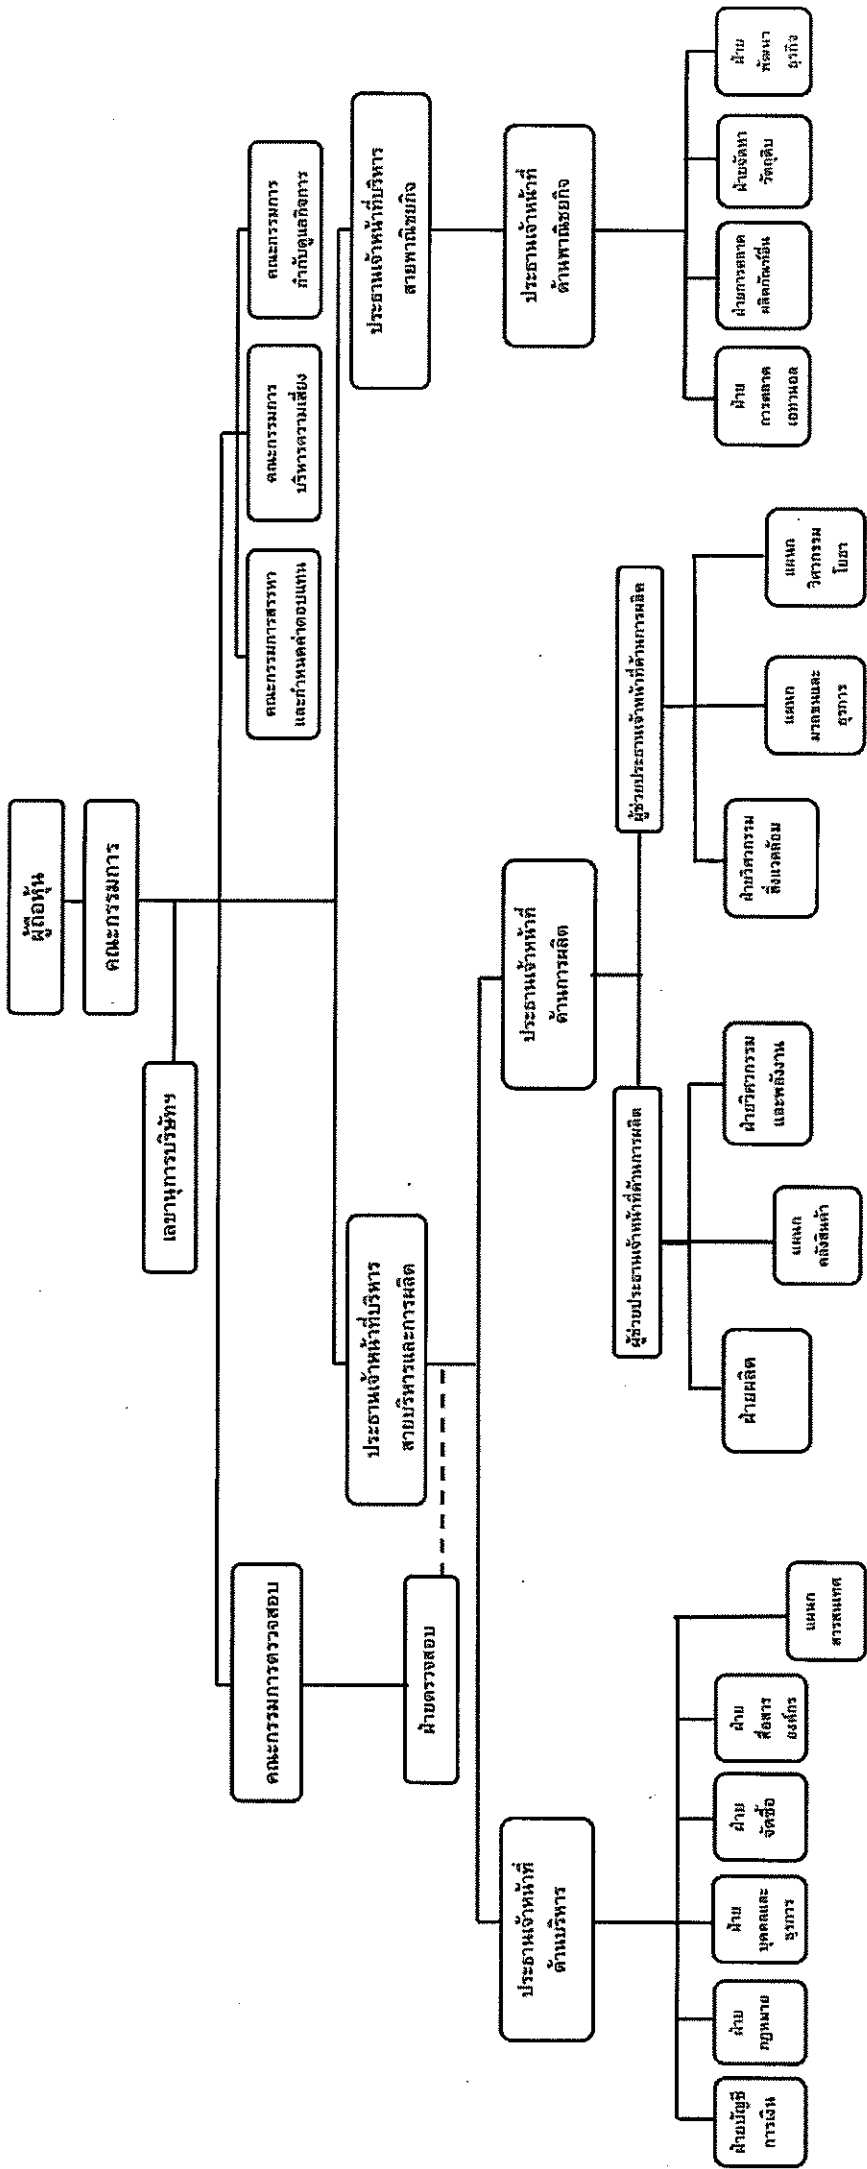 ผู้ถือหุ้น
คณะกรรมการ
เลขานุการบริษัทฯ
คณะกรรมการตรวจสอบ
คณะกรรมการสรรหา
และกำหนดค่าตอบแทน
คณะกรรมการ
บริหารความเสี่ยง
คณะกรรมการ
กำกับดูแลกิจการ
ประธานเจ้าหน้าที่บริหาร
สายบริหารและการผลิต
ประธานเจ้าหน้าที่บริหาร
สายพาณิชยกิจ
ฝ่ายตรวจสอบ
ประธานเจ้าหน้าที่
ด้านบริหาร
ประธานเจ้าหน้าที่
ด้านการผลิต
ประธานเจ้าหน้าที่
ด้านพาณิชยกิจ
ผู้ช่วยประธานเจ้าหน้าที่ด้านการผลิต
ผู้ช่วยประธานเจ้าหน้าที่ด้านการผลิต
ฝ่ายบัญชี
การเงิน
ฝ่าย
กฎหมาย
ฝ่าย
บุคคลและ
ธุรการ
ฝ่าย
จัดซื้อ
ฝ่าย
สื่อสาร
องค์กร
แผนก
สารสนเทศ
ฝ่ายผลิต
แผนก
คลังสินค้า
ฝ่ายวิศวกรรม
และพลังงาน
ฝ่ายวิศวกรรม
สิ่งแวดล้อม
แผนก
มวลชนและ
ธุรการ
แผนก
วิศวกรรม
โยธา
ฝ่าย
การตลาด
เอทานอล
ฝ่ายการตลาด
ผลิตภัณฑ์อื่น
ฝ่ายจัดหา
วัตถุดิบ
ฝ่าย
พัฒนา
ธุรกิจ